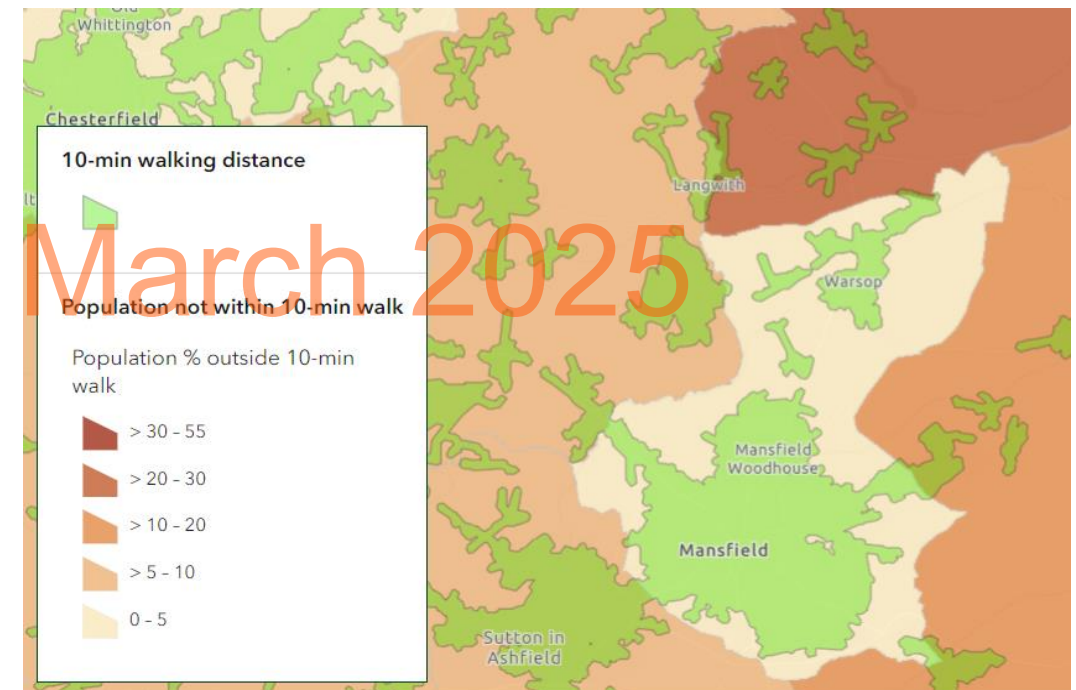 Old
Whittington
Chesterfield
10-min walking distance
March 2025
Population not within 10-min walk
Population % outside 10-min
walk
> 30 - 55
> 20 - 30
> 10 - 20
> 5 - 10
0 - 5
Langwith
Warsop
Mansfield
Woodhouse
Mansfield
Sutton in
Ashfield